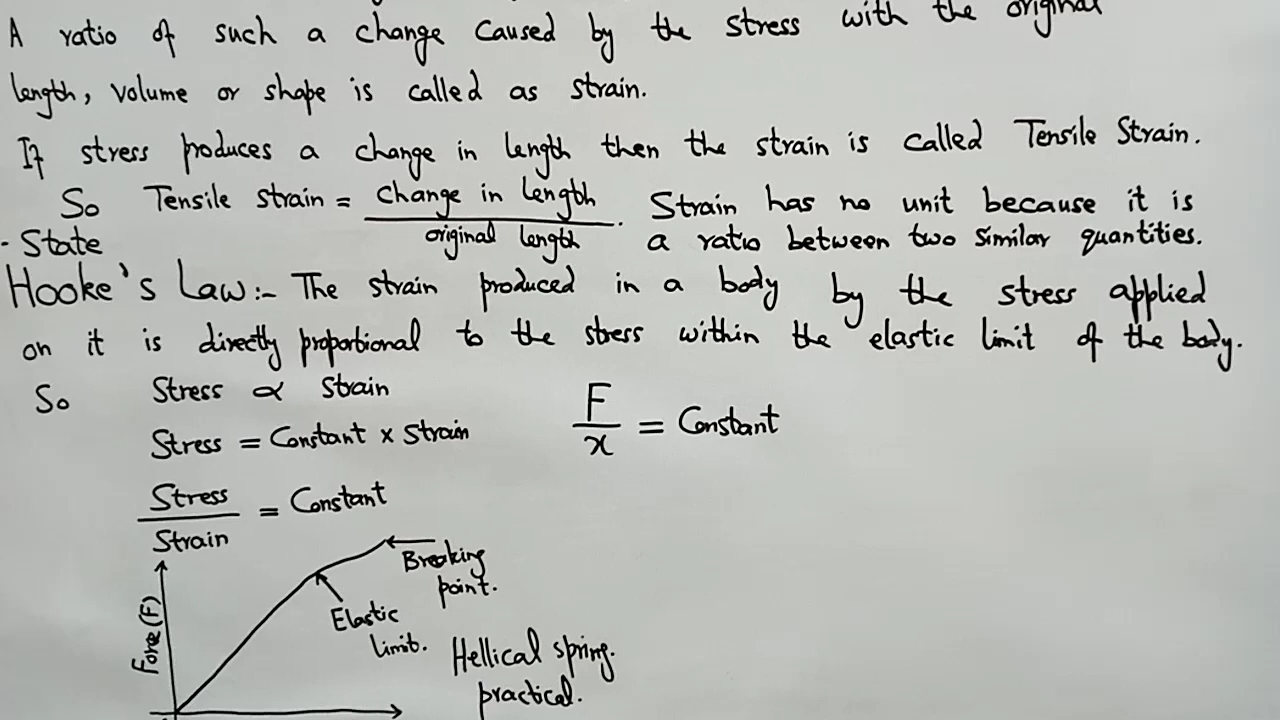 A ratio of such a change caused by the stress with the original
length, volume or shape is called as strain.
If stress produces a change in length then the strain is called Tensile Strain.
So Tensile strain = change in length / original length . Strain has no unit because it is
a ratio between two similar quantities.
- State
Hooke's Law:- The strain produced in a body by the stress applied
on it is directly proportional to the stress within the elastic limit of the body.
So Stress ∝ Strain
Stress = Constant x Strain
F / x = Constant
Stress / Strain = Constant
Breaking
point.
Elastic
limit.
Force (F)
Hellical spring.
practical.